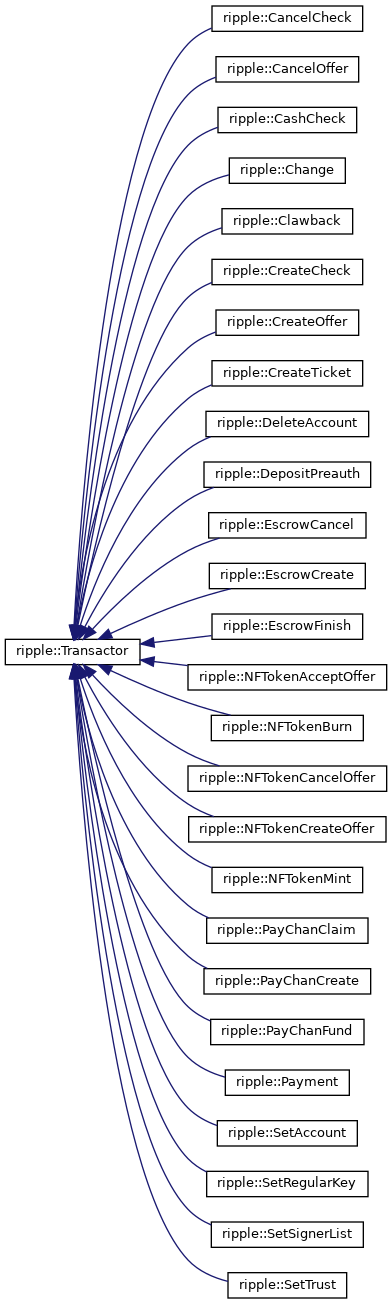 ripple::CancelCheck
ripple::CancelOffer
ripple::CashCheck
ripple::Change
ripple::Clawback
ripple::CreateCheck
ripple::CreateOffer
ripple::CreateTicket
ripple::DeleteAccount
ripple::DepositPreauth
ripple::EscrowCancel
ripple::EscrowCreate
ripple::EscrowFinish
ripple::Transactor
ripple::NFTokenAcceptOffer
ripple::NFTokenBurn
ripple::NFTokenCancelOffer
ripple::NFTokenCreateOffer
ripple::NFTokenMint
ripple::PayChanClaim
ripple::PayChanCreate
ripple::PayChanFund
ripple::Payment
ripple::SetAccount
ripple::SetRegularKey
ripple::SetSignerList
ripple::SetTrust